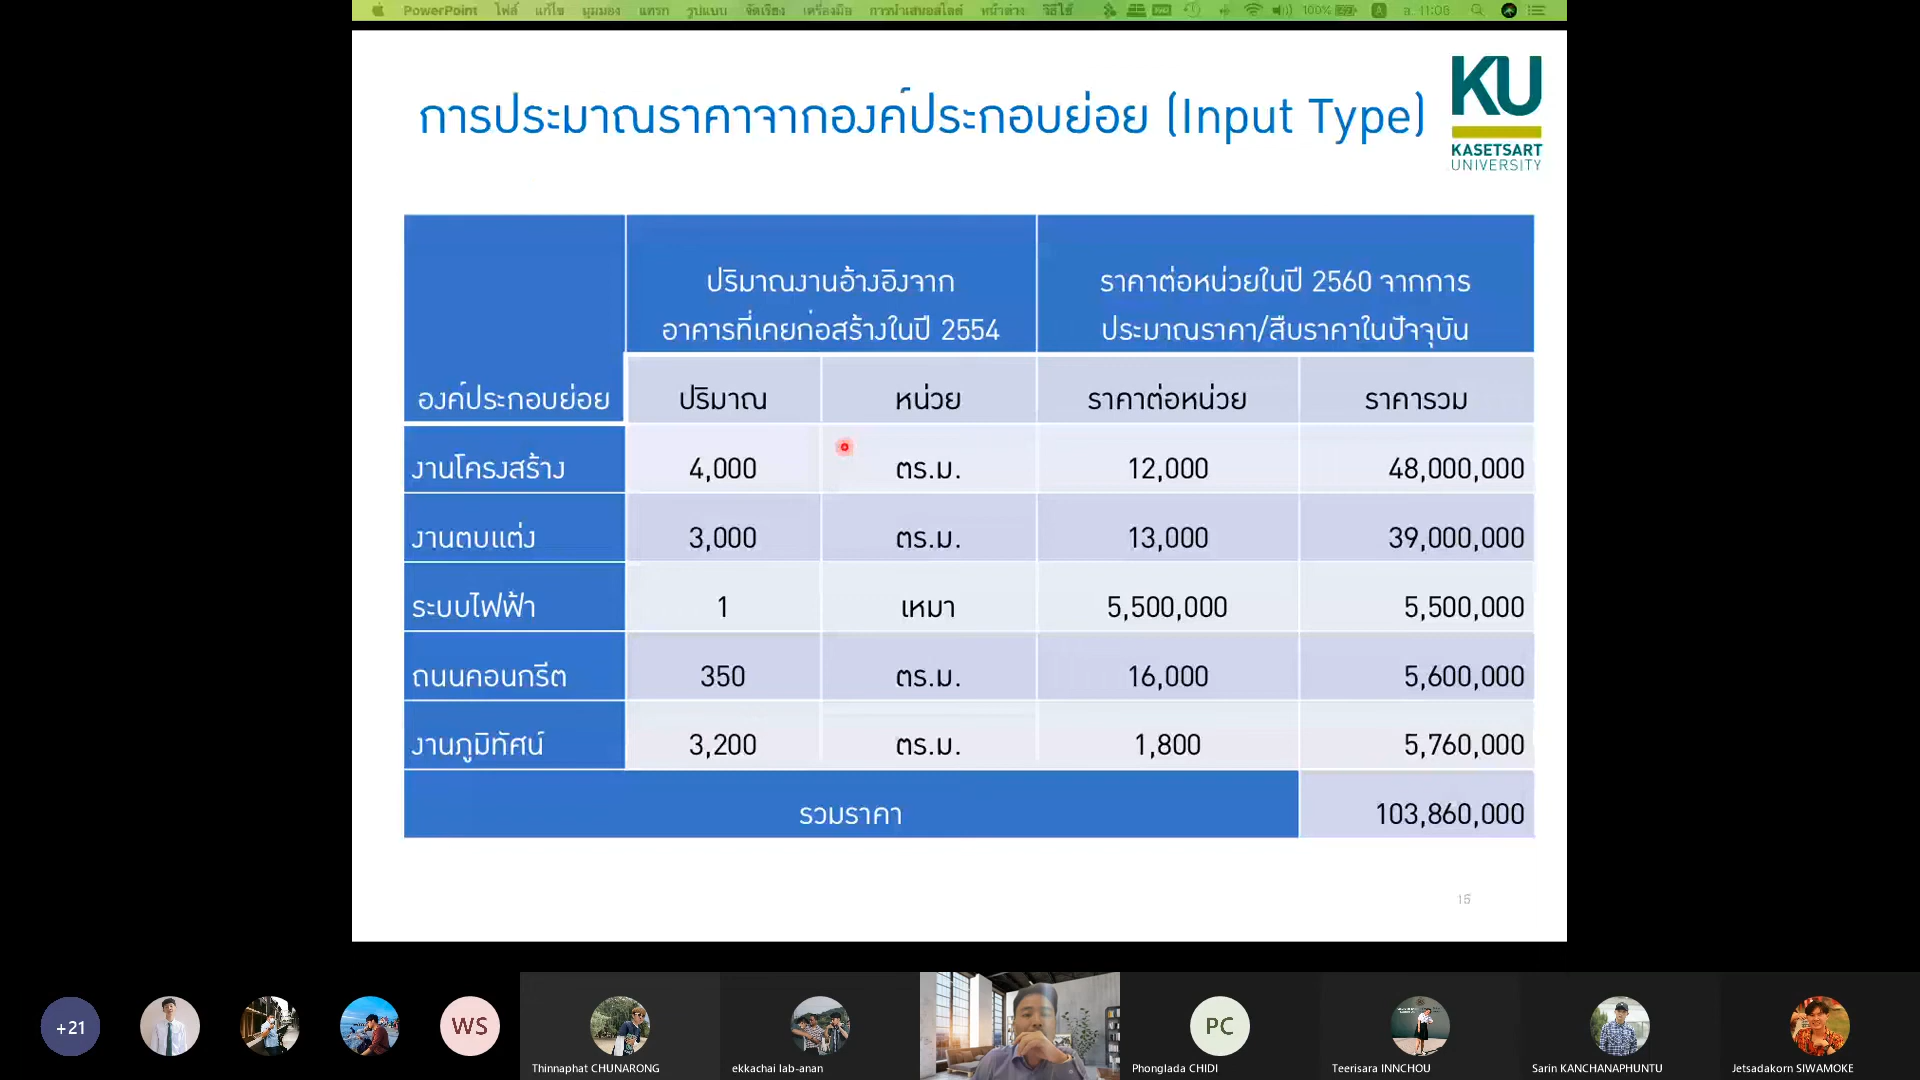 PowerPoint ไฟล์ แก้ไข มุมมอง แทรก รูปแบบ จัดเรียง เครื่องมือ การนำเสนอสไลด์ หน้าต่าง วิธีใช้ 100% A อ. 11:05
การประมาณราคาจากองค์ประกอบย่อย (Input Type)
KU
KASETSART
UNIVERSITY
ปริมาณงานอ้างอิงจาก
อาคารที่เคยก่อสร้างในปี 2554
ราคาต่อหน่วยในปี 2560 จากการ
ประมาณราคา/สืบราคาในปัจจุบัน
องค์ประกอบย่อย ปริมาณ หน่วย ราคาต่อหน่วย ราคารวม
งานโครงสร้าง 4,000 ตร.ม. 12,000 48,000,000
งานตบแต่ง 3,000 ตร.ม. 13,000 39,000,000
ระบบไฟฟ้า 1 เหมา 5,500,000 5,500,000
ถนนคอนกรีต 350 ตร.ม. 16,000 5,600,000
งานภูมิทัศน์ 3,200 ตร.ม. 1,800 5,760,000
รวมราคา 103,860,000
+21 WS PC
Thinnaphat CHUNARONG ekkachai lab-anan Phonglada CHIDI Teerisara INNCHOU Sarin KANCHANAPHUNTU Jetsadakorn SIWAMOKE